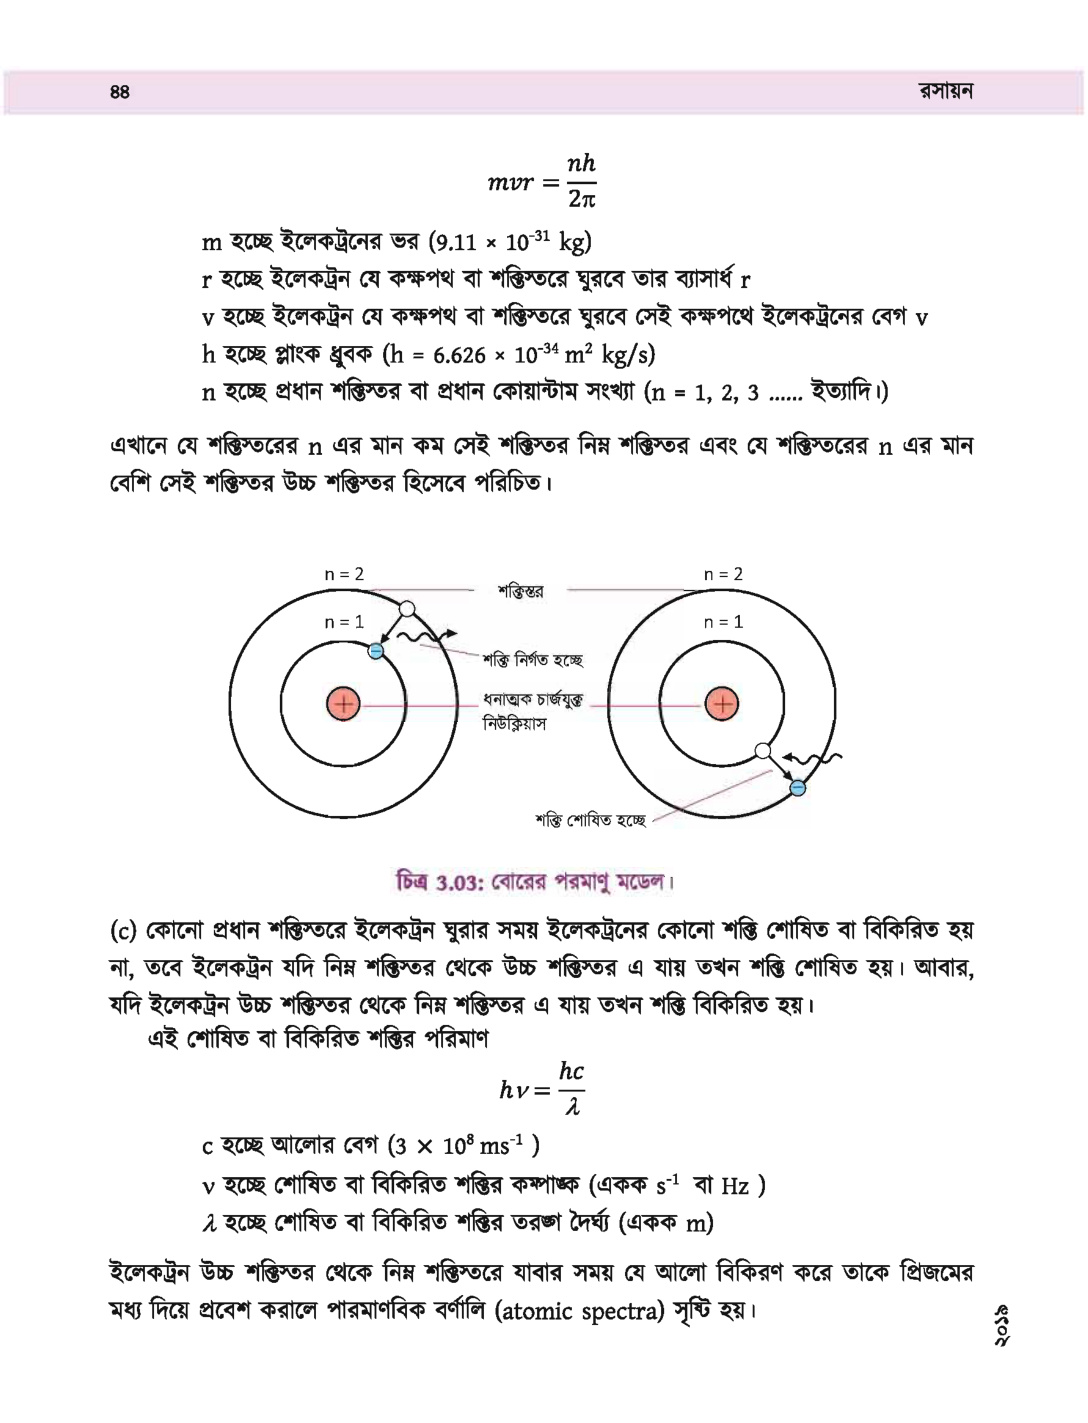 ৪৪ রসায়ন
mvr = nh/2π
m হচ্ছে ইলেকট্রনের ভর (9.11 × 10⁻³¹ kg)
r হচ্ছে ইলেকট্রন যে কক্ষপথ বা শক্তিস্তরে ঘুরবে তার ব্যাসার্ধ r
v হচ্ছে ইলেকট্রন যে কক্ষপথ বা শক্তিস্তরে ঘুরবে সেই কক্ষপথে ইলেকট্রনের বেগ v
h হচ্ছে প্লাংক ধ্রুবক (h = 6.626 × 10⁻³⁴ m² kg/s)
n হচ্ছে প্রধান শক্তিস্তর বা প্রধান কোয়ান্টাম সংখ্যা (n = 1, 2, 3 ...... ইত্যাদি।)
এখানে যে শক্তিস্তরের n এর মান কম সেই শক্তিস্তর নিম্ন শক্তিস্তর এবং যে শক্তিস্তরের n এর মান
বেশি সেই শক্তিস্তর উচ্চ শক্তিস্তর হিসেবে পরিচিত।
n = 2 n = 2
শক্তিস্তর
n = 1 n = 1
শক্তি নির্গত হচ্ছে
ধনাত্মক চার্জযুক্ত
নিউক্লিয়াস
শক্তি শোষিত হচ্ছে
চিত্র 3.03: বোরের পরমাণু মডেল।
(c) কোনো প্রধান শক্তিস্তরে ইলেকট্রন ঘুরার সময় ইলেকট্রনের কোনো শক্তি শোষিত বা বিকিরিত হয়
না, তবে ইলেকট্রন যদি নিম্ন শক্তিস্তর থেকে উচ্চ শক্তিস্তর এ যায় তখন শক্তি শোষিত হয়। আবার,
যদি ইলেকট্রন উচ্চ শক্তিস্তর থেকে নিম্ন শক্তিস্তর এ যায় তখন শক্তি বিকিরিত হয়।
এই শোষিত বা বিকিরিত শক্তির পরিমাণ
hν = hc/λ
c হচ্ছে আলোর বেগ (3 × 10⁸ ms⁻¹ )
ν হচ্ছে শোষিত বা বিকিরিত শক্তির কম্পাঙ্ক (একক s⁻¹ বা Hz )
λ হচ্ছে শোষিত বা বিকিরিত শক্তির তরঙ্গ দৈর্ঘ্য (একক m)
ইলেকট্রন উচ্চ শক্তিস্তর থেকে নিম্ন শক্তিস্তরে যাবার সময় যে আলো বিকিরণ করে তাকে প্রিজমের
মধ্য দিয়ে প্রবেশ করালে পারমাণবিক বর্ণালি (atomic spectra) সৃষ্টি হয়।
২০১৯